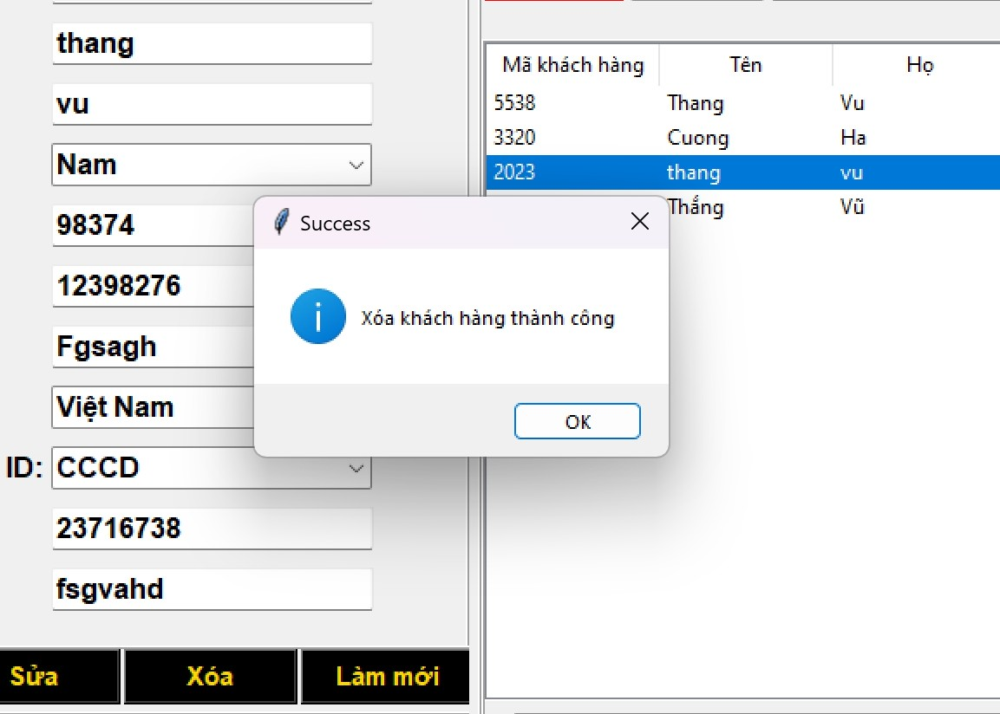 thang
vu
Nam
98374
12398276
Fgsagh
Việt Nam
ID: CCCD
23716738
fsgvahd
Sửa Xóa Làm mới
Mã khách hàng Tên Họ
5538 Thang Vu
3320 Cuong Ha
2023 thang vu
Thắng Vũ
Success
Xóa khách hàng thành công
OK